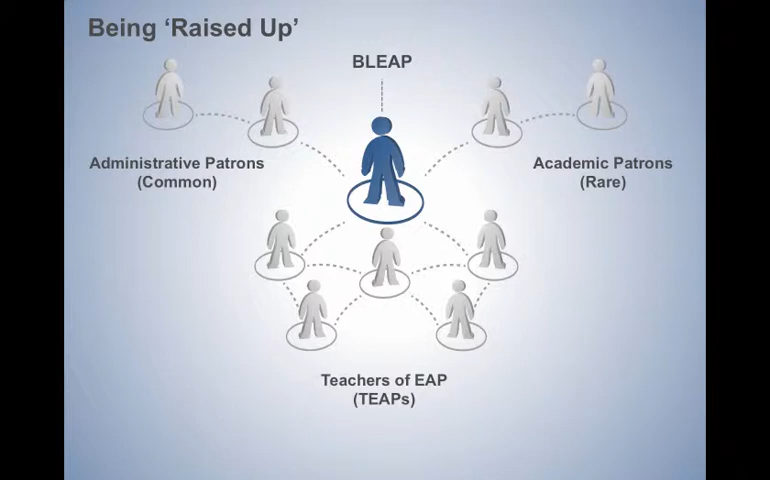 Being ‘Raised Up’
BLEAP
Administrative Patrons
(Common)
Academic Patrons
(Rare)
Teachers of EAP
(TEAPs)